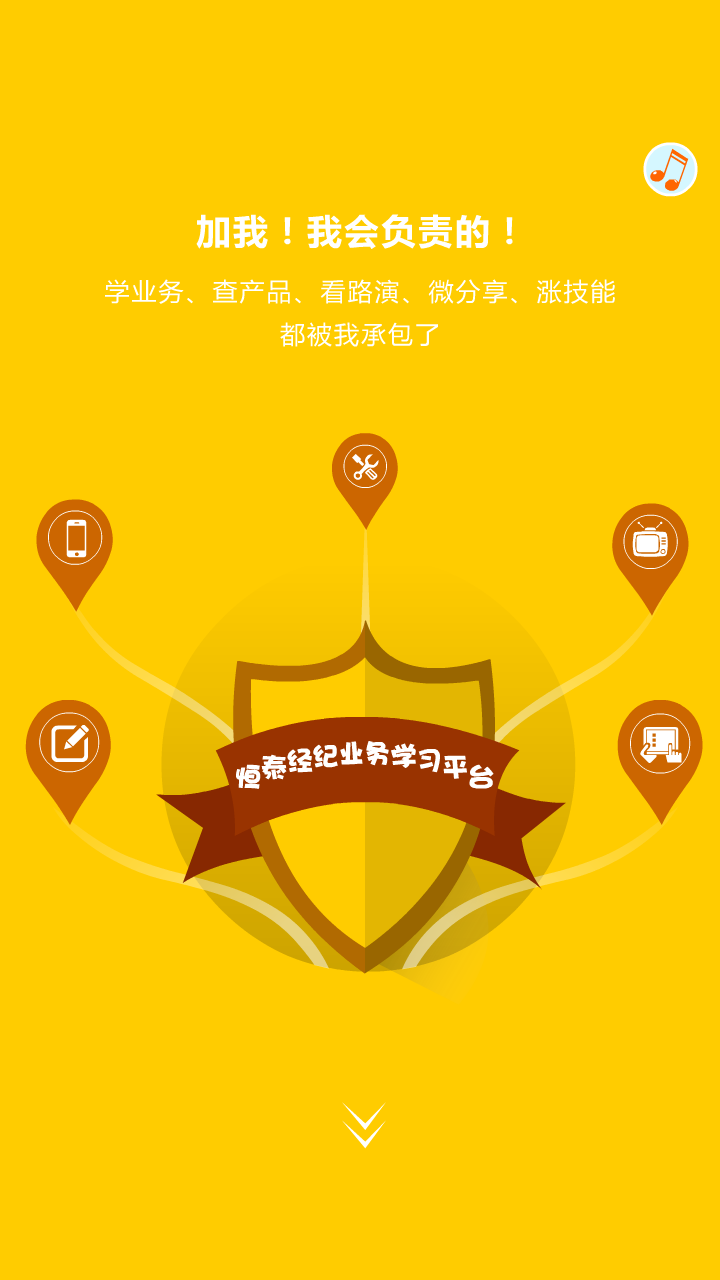 加我！我会负责的！
学业务、查产品、看路演、微分享、涨技能
都被我承包了
恒泰经纪业务学习平台